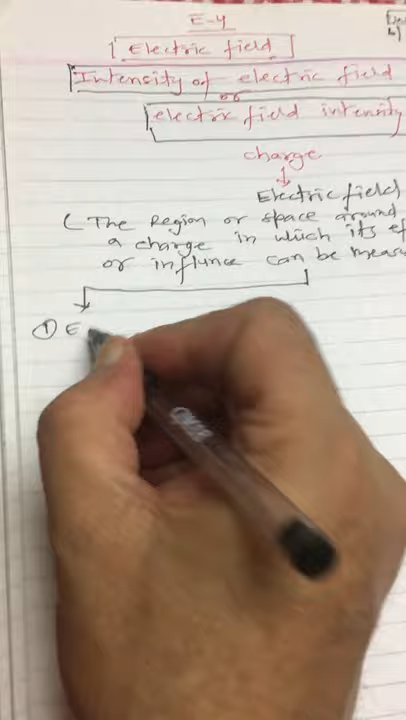 E-4
Electric field
Intensity of electric field
or
electric field intensity
charge
Electric field
( The Region or space around
a charge in which its
or influnce can be
① E